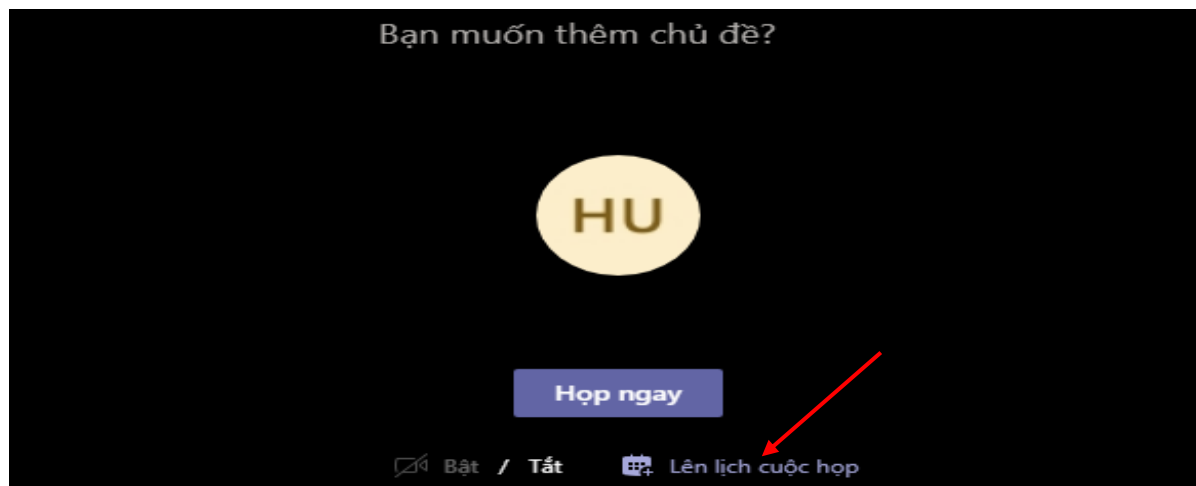 Bạn muốn thêm chủ đề?
HU
Họp ngay
Bật / Tắt Lên lịch cuộc họp